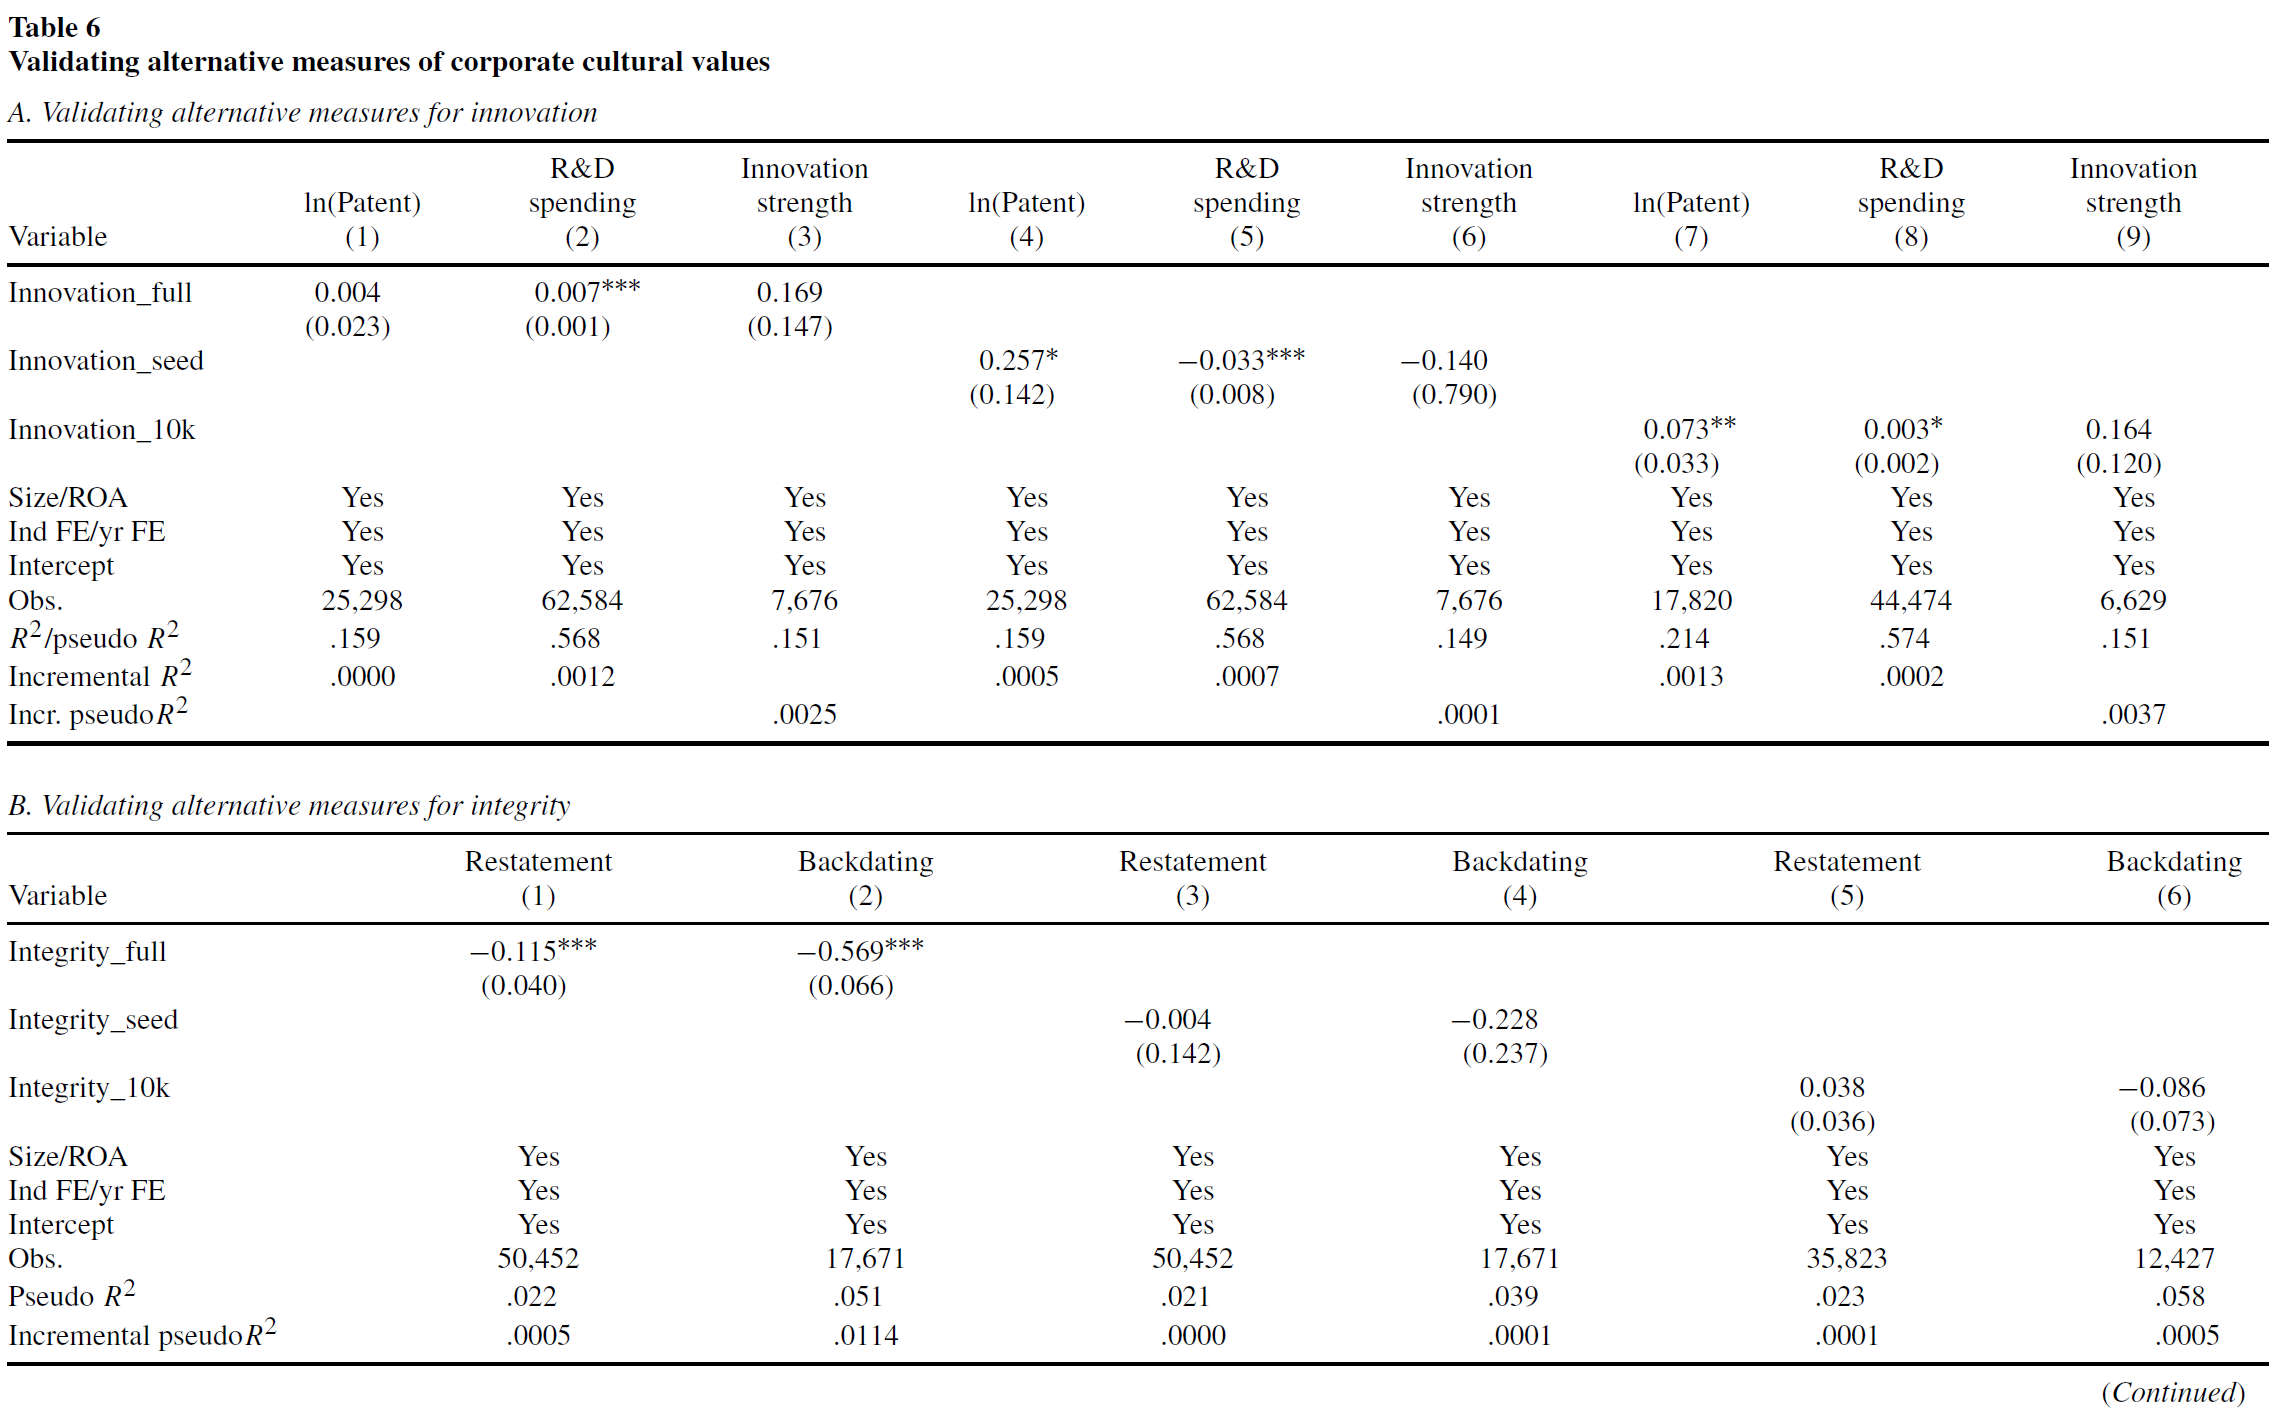 Table 6
Validating alternative measures of corporate cultural values
A. Validating alternative measures for innovation
R&D Innovation R&D Innovation R&D Innovation
ln(Patent) spending strength ln(Patent) spending strength ln(Patent) spending strength
Variable (1) (2) (3) (4) (5) (6) (7) (8) (9)
Innovation_full 0.004 0.007*** 0.169
(0.023) (0.001) (0.147)
Innovation_seed 0.257* −0.033*** −0.140
(0.142) (0.008) (0.790)
Innovation_10k 0.073** 0.003* 0.164
(0.033) (0.002) (0.120)
Size/ROA Yes Yes Yes Yes Yes Yes Yes Yes Yes
Ind FE/yr FE Yes Yes Yes Yes Yes Yes Yes Yes Yes
Intercept Yes Yes Yes Yes Yes Yes Yes Yes Yes
Obs. 25,298 62,584 7,676 25,298 62,584 7,676 17,820 44,474 6,629
R²/pseudo R² .159 .568 .151 .159 .568 .149 .214 .574 .151
Incremental R² .0000 .0012 .0005 .0007 .0013 .0002
Incr. pseudoR² .0025 .0001 .0037
B. Validating alternative measures for integrity
Restatement Backdating Restatement Backdating Restatement Backdating
Variable (1) (2) (3) (4) (5) (6)
Integrity_full −0.115*** −0.569***
(0.040) (0.066)
Integrity_seed −0.004 −0.228
(0.142) (0.237)
Integrity_10k 0.038 −0.086
(0.036) (0.073)
Size/ROA Yes Yes Yes Yes Yes Yes
Ind FE/yr FE Yes Yes Yes Yes Yes Yes
Intercept Yes Yes Yes Yes Yes Yes
Obs. 50,452 17,671 50,452 17,671 35,823 12,427
Pseudo R² .022 .051 .021 .039 .023 .058
Incremental pseudoR² .0005 .0114 .0000 .0001 .0001 .0005
(Continued)